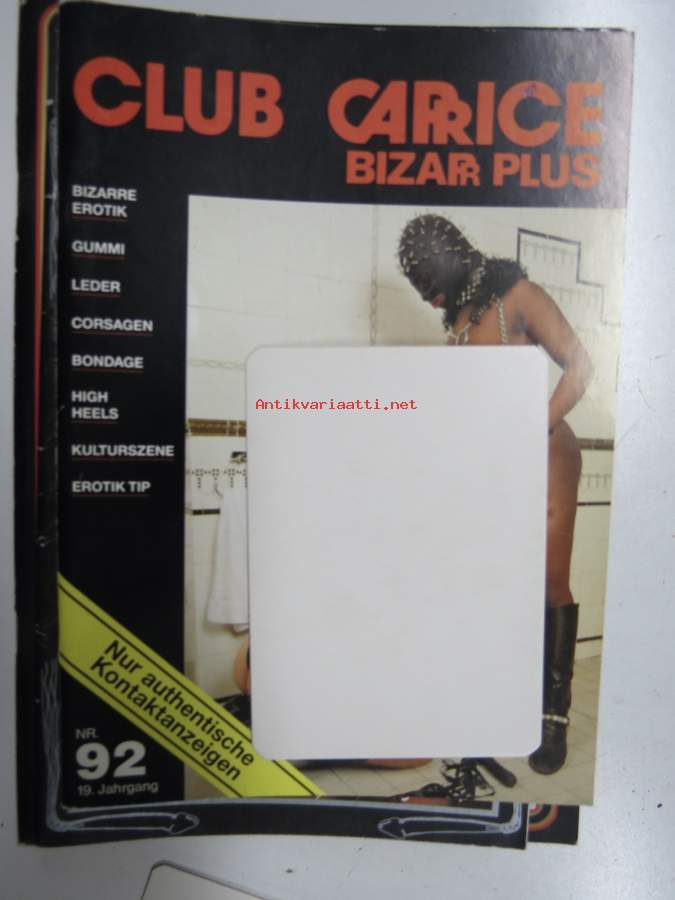 CLUB CAPRICE
BIZARR PLUS
BIZARRE
EROTIK
GUMMI
LEDER
CORSAGEN
BONDAGE
HIGH
HEELS
KULTURSZENE
EROTIK TIP
Antikvariaatti.net
Nur authentische
Kontaktanzeigen
NR.
92
19. Jahrgang